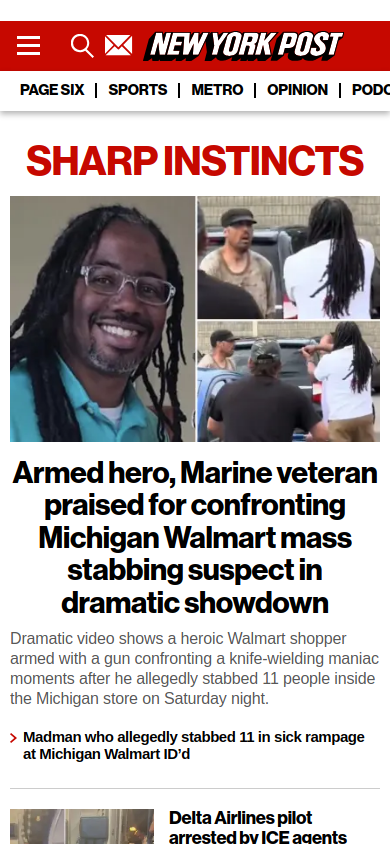 NEW YORK POST
PAGE SIX | SPORTS | METRO | OPINION | PODC
SHARP INSTINCTS
Armed hero, Marine veteran
praised for confronting
Michigan Walmart mass
stabbing suspect in
dramatic showdown
Dramatic video shows a heroic Walmart shopper
armed with a gun confronting a knife-wielding maniac
moments after he allegedly stabbed 11 people inside
the Michigan store on Saturday night.
Madman who allegedly stabbed 11 in sick rampage
at Michigan Walmart ID’d
Delta Airlines pilot
arrested by ICE agents